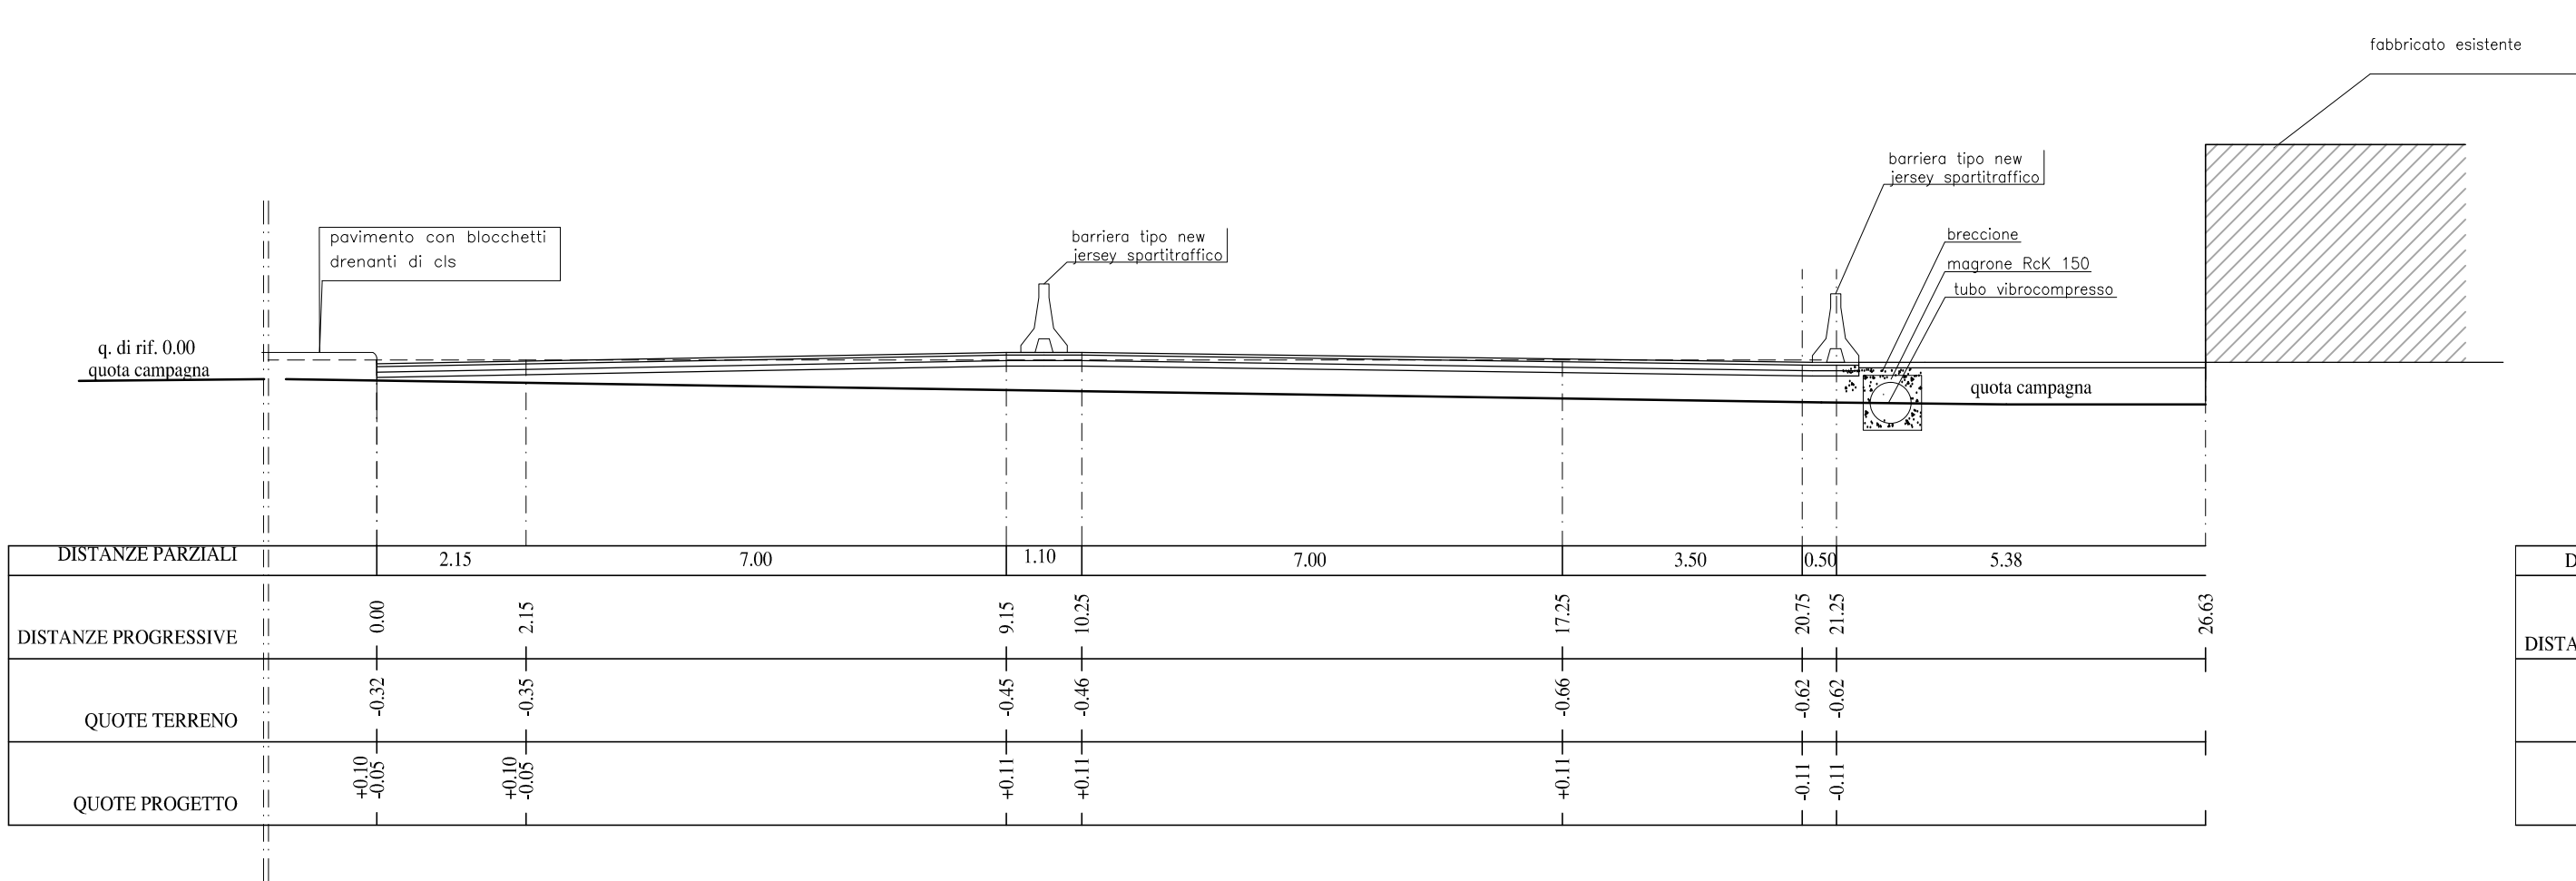 fabbricato esistente
barriera tipo new
jersey spartitraffico
pavimento con blocchetti
drenanti di cls
barriera tipo new
jersey spartitraffico
breccione
magrone RcK 150
tubo vibrocompresso
q. di rif. 0.00
quota campagna
quota campagna
DISTANZE PARZIALI 2.15 7.00 1.10 7.00 3.50 0.50 5.38
DISTANZE PROGRESSIVE 0.00 2.15 9.15 10.25 17.25 20.75 21.25 26.63
QUOTE TERRENO -0.32 -0.35 -0.45 -0.46 -0.66 -0.62 -0.62
QUOTE PROGETTO +0.10 -0.05 +0.10 -0.05 +0.11 +0.11 +0.11 -0.11 -0.11
D
DISTA